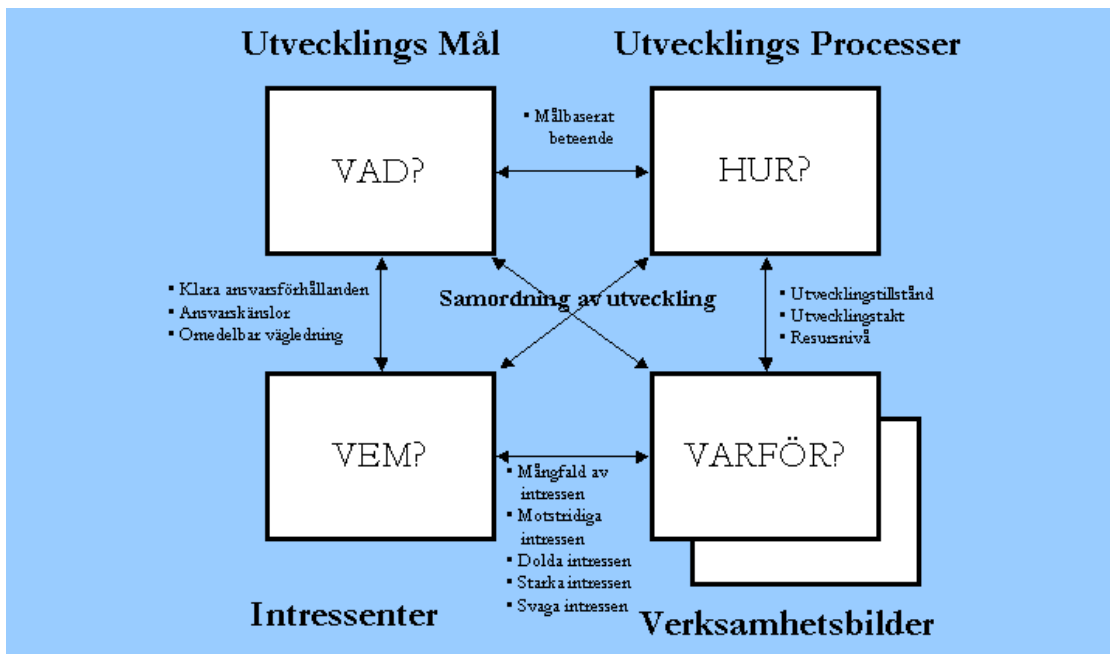 Utvecklings Mål
Utvecklings Processer
VAD?
▪ Målbaserat
beteende
HUR?
▪ Klara ansvarsförhållanden
▪ Ansvarskänslor
▪ Omedelbar vägledning
Samordning av utveckling
▪ Utvecklingstillstånd
▪ Utvecklingstakt
▪ Resursnivå
VEM?
▪ Mångfald av
intressen
▪ Motstridiga
intressen
▪ Dolda intressen
▪ Starka intressen
▪ Svaga intressen
VARFÖR?
Intressenter
Verksamhetsbilder